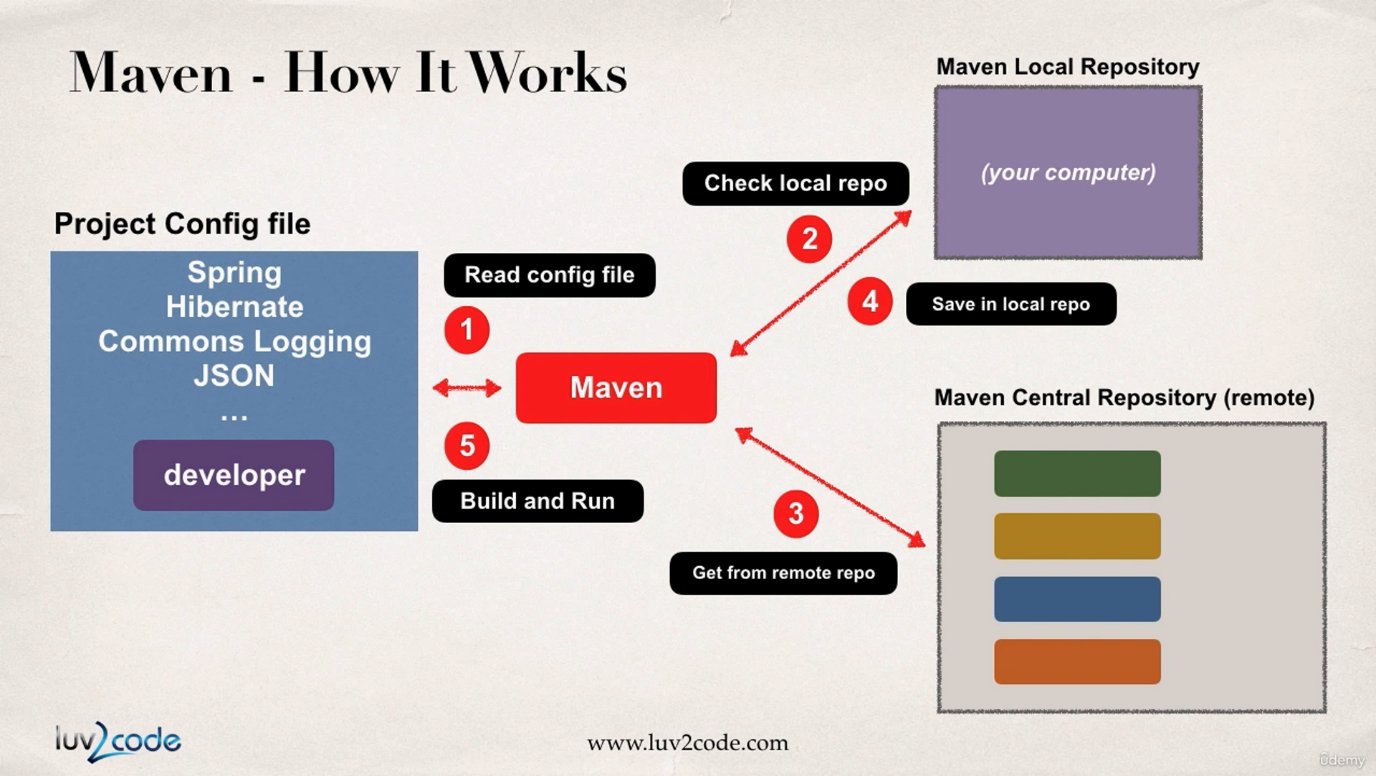 Maven - How It Works
Maven Local Repository
(your computer)
Check local repo
2
4
Save in local repo
Project Config file
Spring
Hibernate
Commons Logging
JSON
...
developer
Read config file
1
Maven
5
Build and Run
3
Get from remote repo
Maven Central Repository (remote)
luv2code
www.luv2code.com
ûdemy